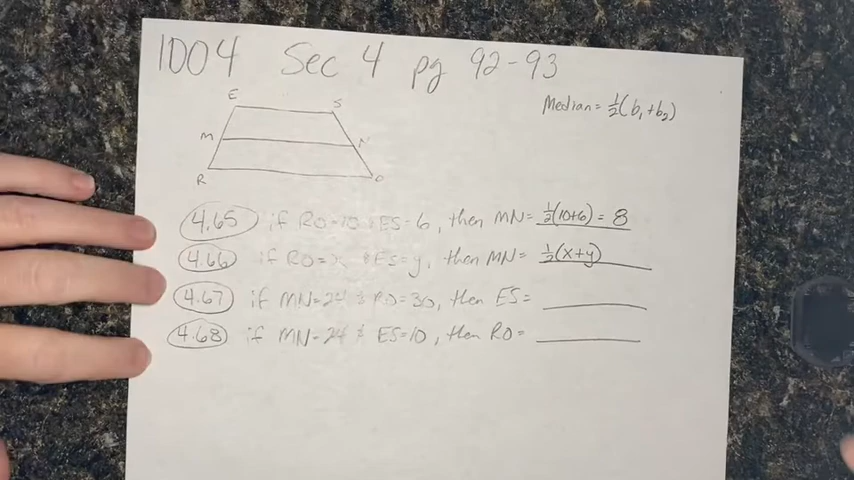 1004 Sec 4 pg 92-93
Median = ½(b₁+b₂)
E S
M N
R O
4.65 if RO=10 & ES=6, then MN= ½(10+6) = 8
4.66 if RO=x & ES=y, then MN= ½(x+y)
4.67 if MN=24 & RO=30, then ES=
4.68 if MN=24 & ES=10, then RO=